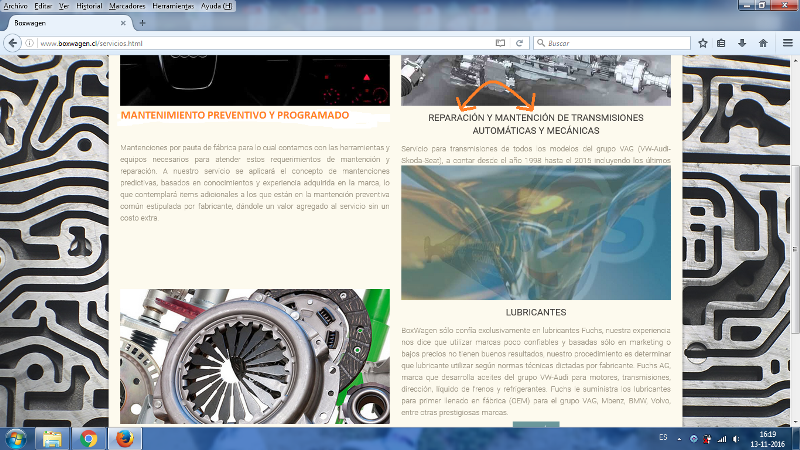 Archivo Editar Ver Historial Marcadores Herramientas Ayuda (H)
Boxwagen
www.boxwagen.cl/servicios.html
Buscar
MANTENIMIENTO PREVENTIVO Y PROGRAMADO
Mantenciones por pauta de fábrica para lo cual contamos con las herramientas y
equipos necesarios para atender estos requerimientos de mantención y
reparación. A nuestro servicio se aplicará el concepto de mantenciones
predictivas, basados en conocimientos y experiencia adquirida en la marca, lo
que contemplará items adicionales a los que están en la mantención preventiva
común estipulada por fabricante, dándole un valor agregado al servicio sin un
costo extra.
REPARACIÓN Y MANTENCIÓN DE TRANSMISIONES
AUTOMÁTICAS Y MECÁNICAS
Servicio para transmisiones de todos los modelos del grupo VAG (VW-Audi-
Skoda-Seat), a contar desde el año 1998 hasta el 2015 incluyendo los últimos
LUBRICANTES
BoxWagen sólo confía exclusivamente en lubricantes Fuchs, nuestra experiencia
nos dice que utilizar marcas poco confiables y basadas sólo en marketing o
bajos precios no tienen buenos resultados, nuestro procedimiento es determinar
que lubricante utilizar según normas técnicas dictadas por fabricante. Fuchs AG,
marca que desarrolla aceites del grupo VW-Audi para motores, transmisiones,
dirección, líquido de frenos y refrigerantes. Fuchs le suministra los lubricantes
para primer llenado en fábrica (OEM) para el grupo VAG, Mbenz, BMW, Volvo,
entre otras prestigiosas marcas.
ES
16:19
13-11-2016